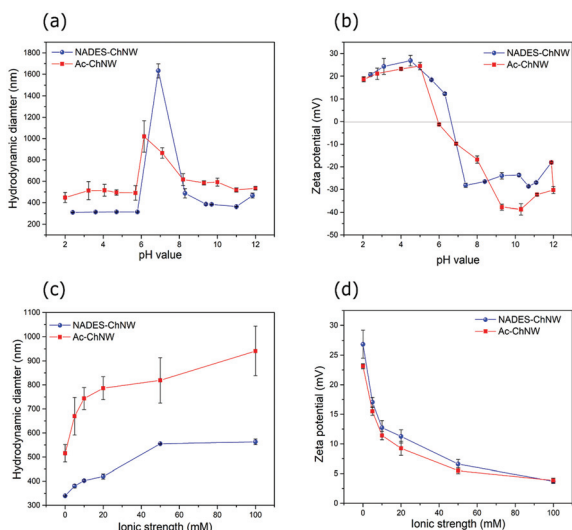 (a)
NADES-ChNW
Ac-ChNW
Hydrodynamic diamter (nm)
1800
1600
1400
1200
1000
800
600
400
200
2 4 6 8 10 12
pH value
(b)
NADES-ChNW
Ac-ChNW
Zeta potential (mV)
40
30
20
10
0
-10
-20
-30
-40
-50
2 4 6 8 10 12
pH value
(c)
NADES-ChNW
Ac-ChNW
Hydrodynamic diamter (nm)
1100
1000
900
800
700
600
500
400
300
0 20 40 60 80 100
Ionic strength (mM)
(d)
NADES-ChNW
Ac-ChNW
Zeta potential (mV)
30
25
20
15
10
5
0
0 20 40 60 80 100
Ionic strength (mM)